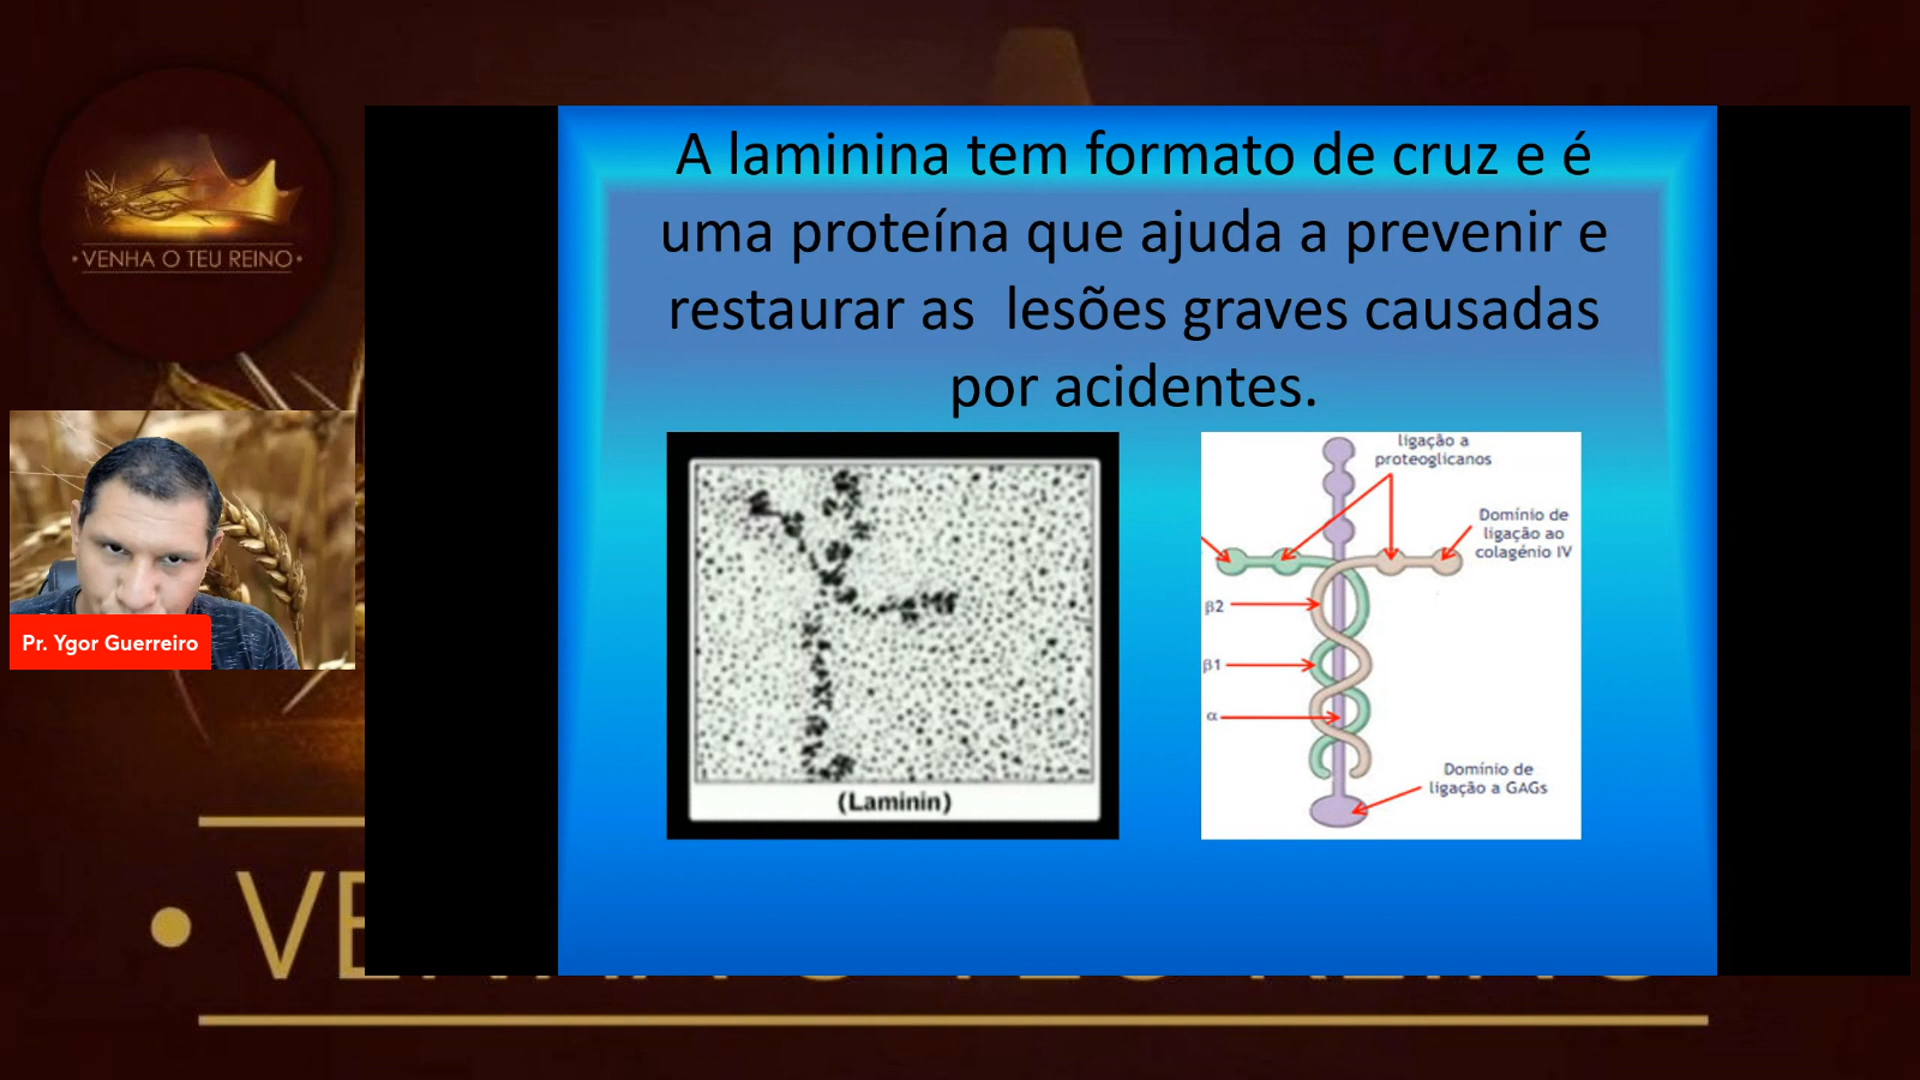 A laminina tem formato de cruz e é
uma proteína que ajuda a prevenir e
restaurar as  lesões graves causadas
por acidentes.
•VENHA O TEU REINO•
Pr. Ygor Guerreiro
(Laminin)
ligação a
proteoglicanos
Domínio de
ligação ao
colagénio IV
β2
β1
α
Domínio de
ligação a GAGs